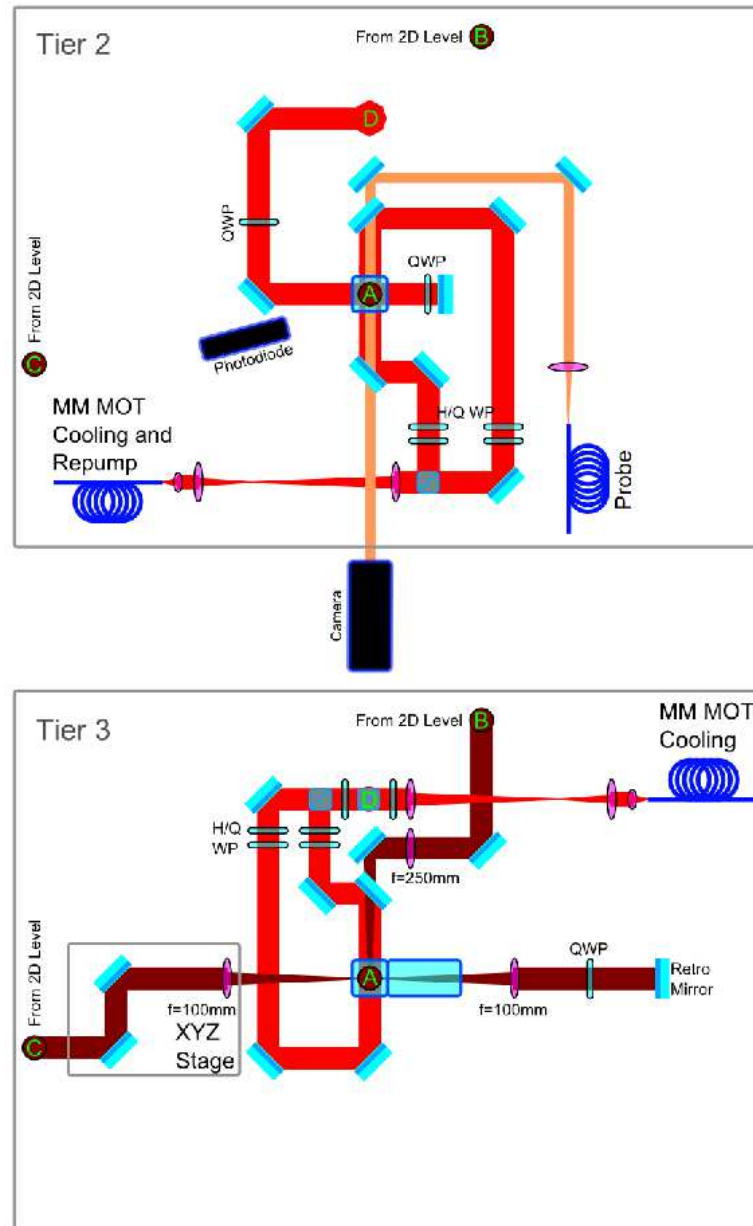 Tier 2
From 2D Level
B
D
QWP
QWP
A
From 2D Level
C
Photodiode
MM MOT
Cooling and
Repump
H/Q WP
Probe
Camera
Tier 3
From 2D Level
B
MM MOT
Cooling
D
H/Q
WP
f=250mm
From 2D Level
C
A
QWP
Retro
Mirror
f=100mm
f=100mm
XYZ
Stage